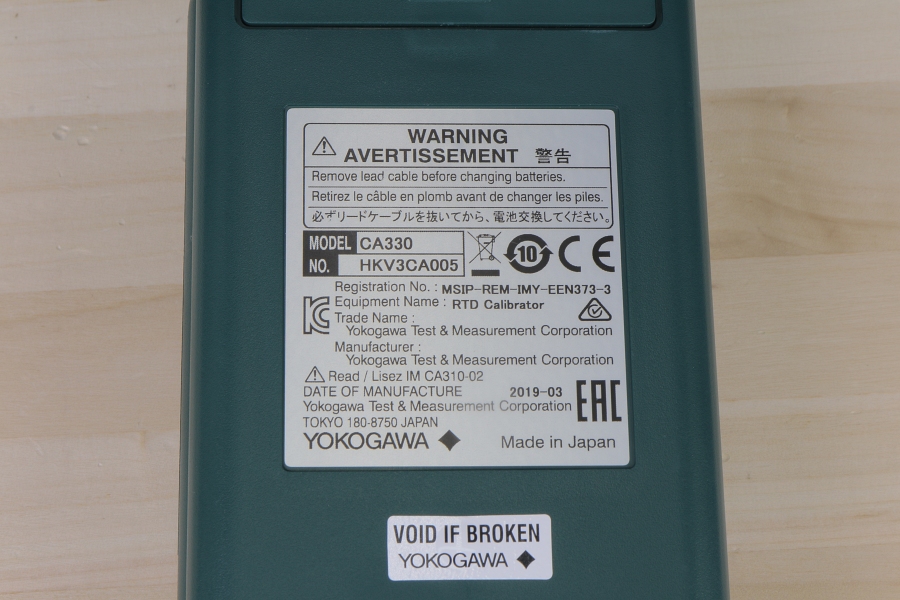 WARNING
AVERTISSEMENT 警告
Remove lead cable before changing batteries.
Retirez le câble en plomb avant de changer les piles.
必ずリードケーブルを抜いてから、電池交換してください。
MODEL CA330
NO. HKV3CA005
10
CE
Registration No. : MSIP-REM-IMY-EEN373-3
Equipment Name : RTD Calibrator
Trade Name :
Yokogawa Test & Measurement Corporation
Manufacturer :
Yokogawa Test & Measurement Corporation
Read / Lisez IM CA310-02
DATE OF MANUFACTURE 2019-03
Yokogawa Test & Measurement Corporation
EAC
TOKYO 180-8750 JAPAN
YOKOGAWA Made in Japan
VOID IF BROKEN
YOKOGAWA